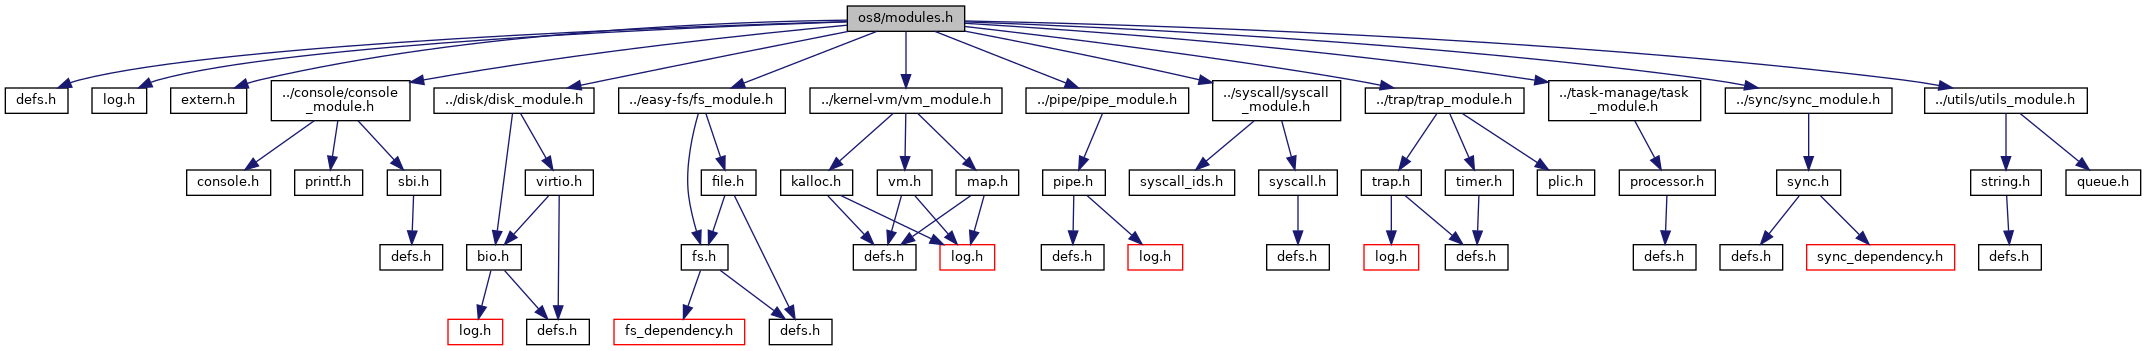 os8/modules.h
defs.h
log.h
extern.h
../console/console
_module.h
../disk/disk_module.h
../easy-fs/fs_module.h
../kernel-vm/vm_module.h
../pipe/pipe_module.h
../syscall/syscall
_module.h
../trap/trap_module.h
../task-manage/task
_module.h
../sync/sync_module.h
../utils/utils_module.h
console.h
printf.h
sbi.h
virtio.h
file.h
kalloc.h
vm.h
map.h
pipe.h
syscall_ids.h
syscall.h
trap.h
timer.h
plic.h
processor.h
sync.h
string.h
queue.h
defs.h
bio.h
fs.h
defs.h
log.h
defs.h
log.h
defs.h
log.h
defs.h
defs.h
defs.h
sync_dependency.h
defs.h
log.h
defs.h
fs_dependency.h
defs.h